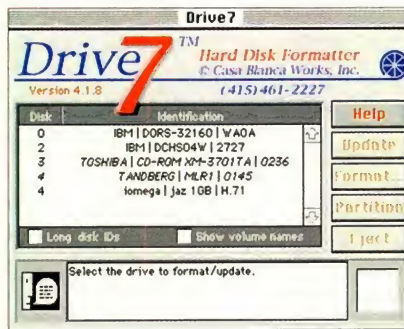 Drive7
Drive7™
Hard Disk Formatter
© Casa Blanca Works, Inc.
Version 4.1.8
(415)461-2227
Disk Identification
0 IBM | DORS-32160 | WA0A
2 IBM | DCHS04W | 2727
3 TOSHIBA | CD-ROM XM-3701TA | 0236
4 TANDBERG | MLR1 | 0145
4 iomega | jaz 1GB | H.71
Long disk IDs
Show volume names
Help
Update
Format...
Partition
Eject
Select the drive to format/update.